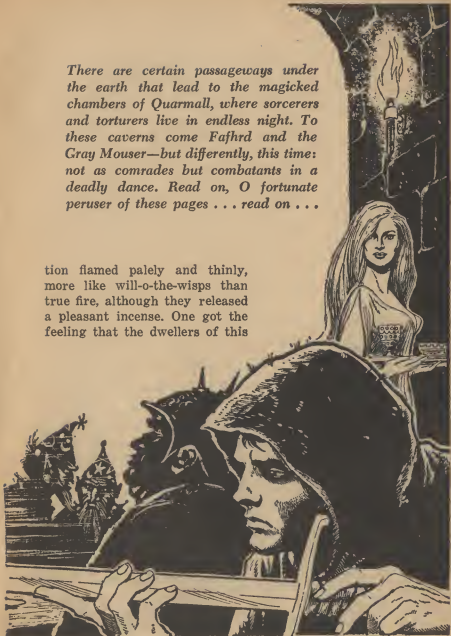 There are certain passageways under
the earth that lead to the magicked
chambers of Quarmall, where sorcerers
and torturers live in endless night. To
these caverns come Fafhrd and the
Gray Mouser—but differently, this time:
not as comrades but combatants in a
deadly dance. Read on, O fortunate
peruser of these pages . . . read on . . .
tion flamed palely and thinly,
more like will-o-the-wisps than
true fire, although they released
a pleasant incense. One got the
feeling that the dwellers of this